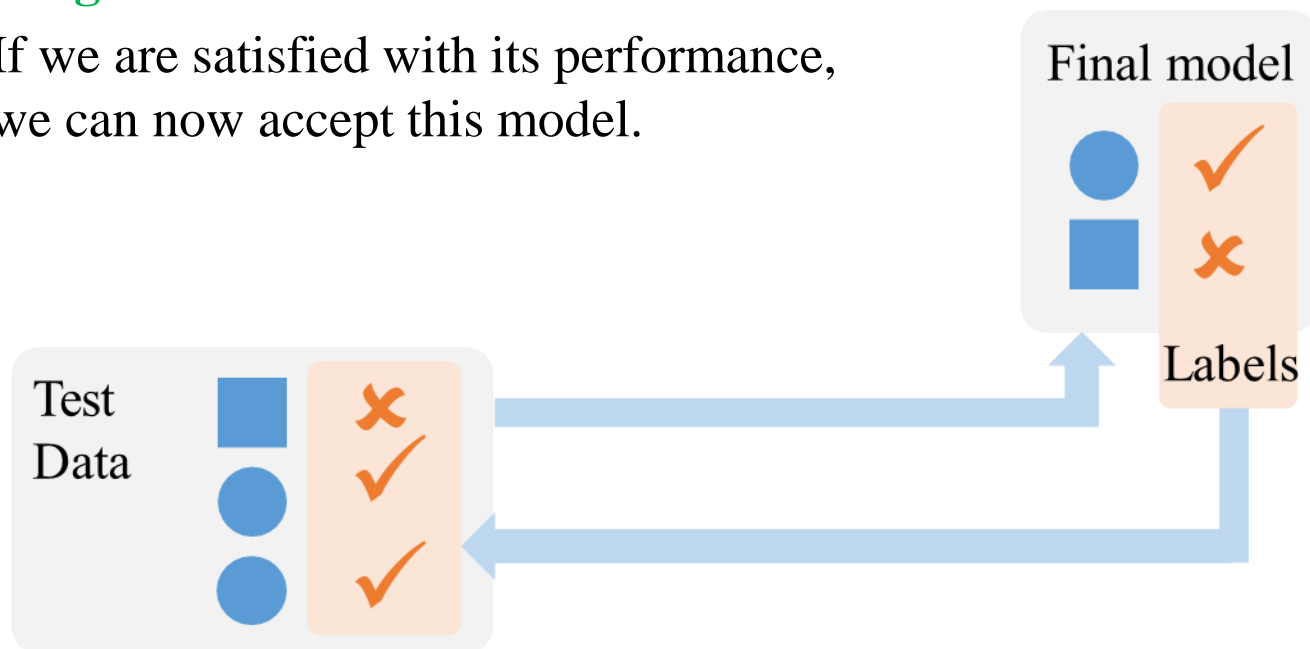 If we are satisfied with its performance,
we can now accept this model.
Final model
Labels
Test
Data